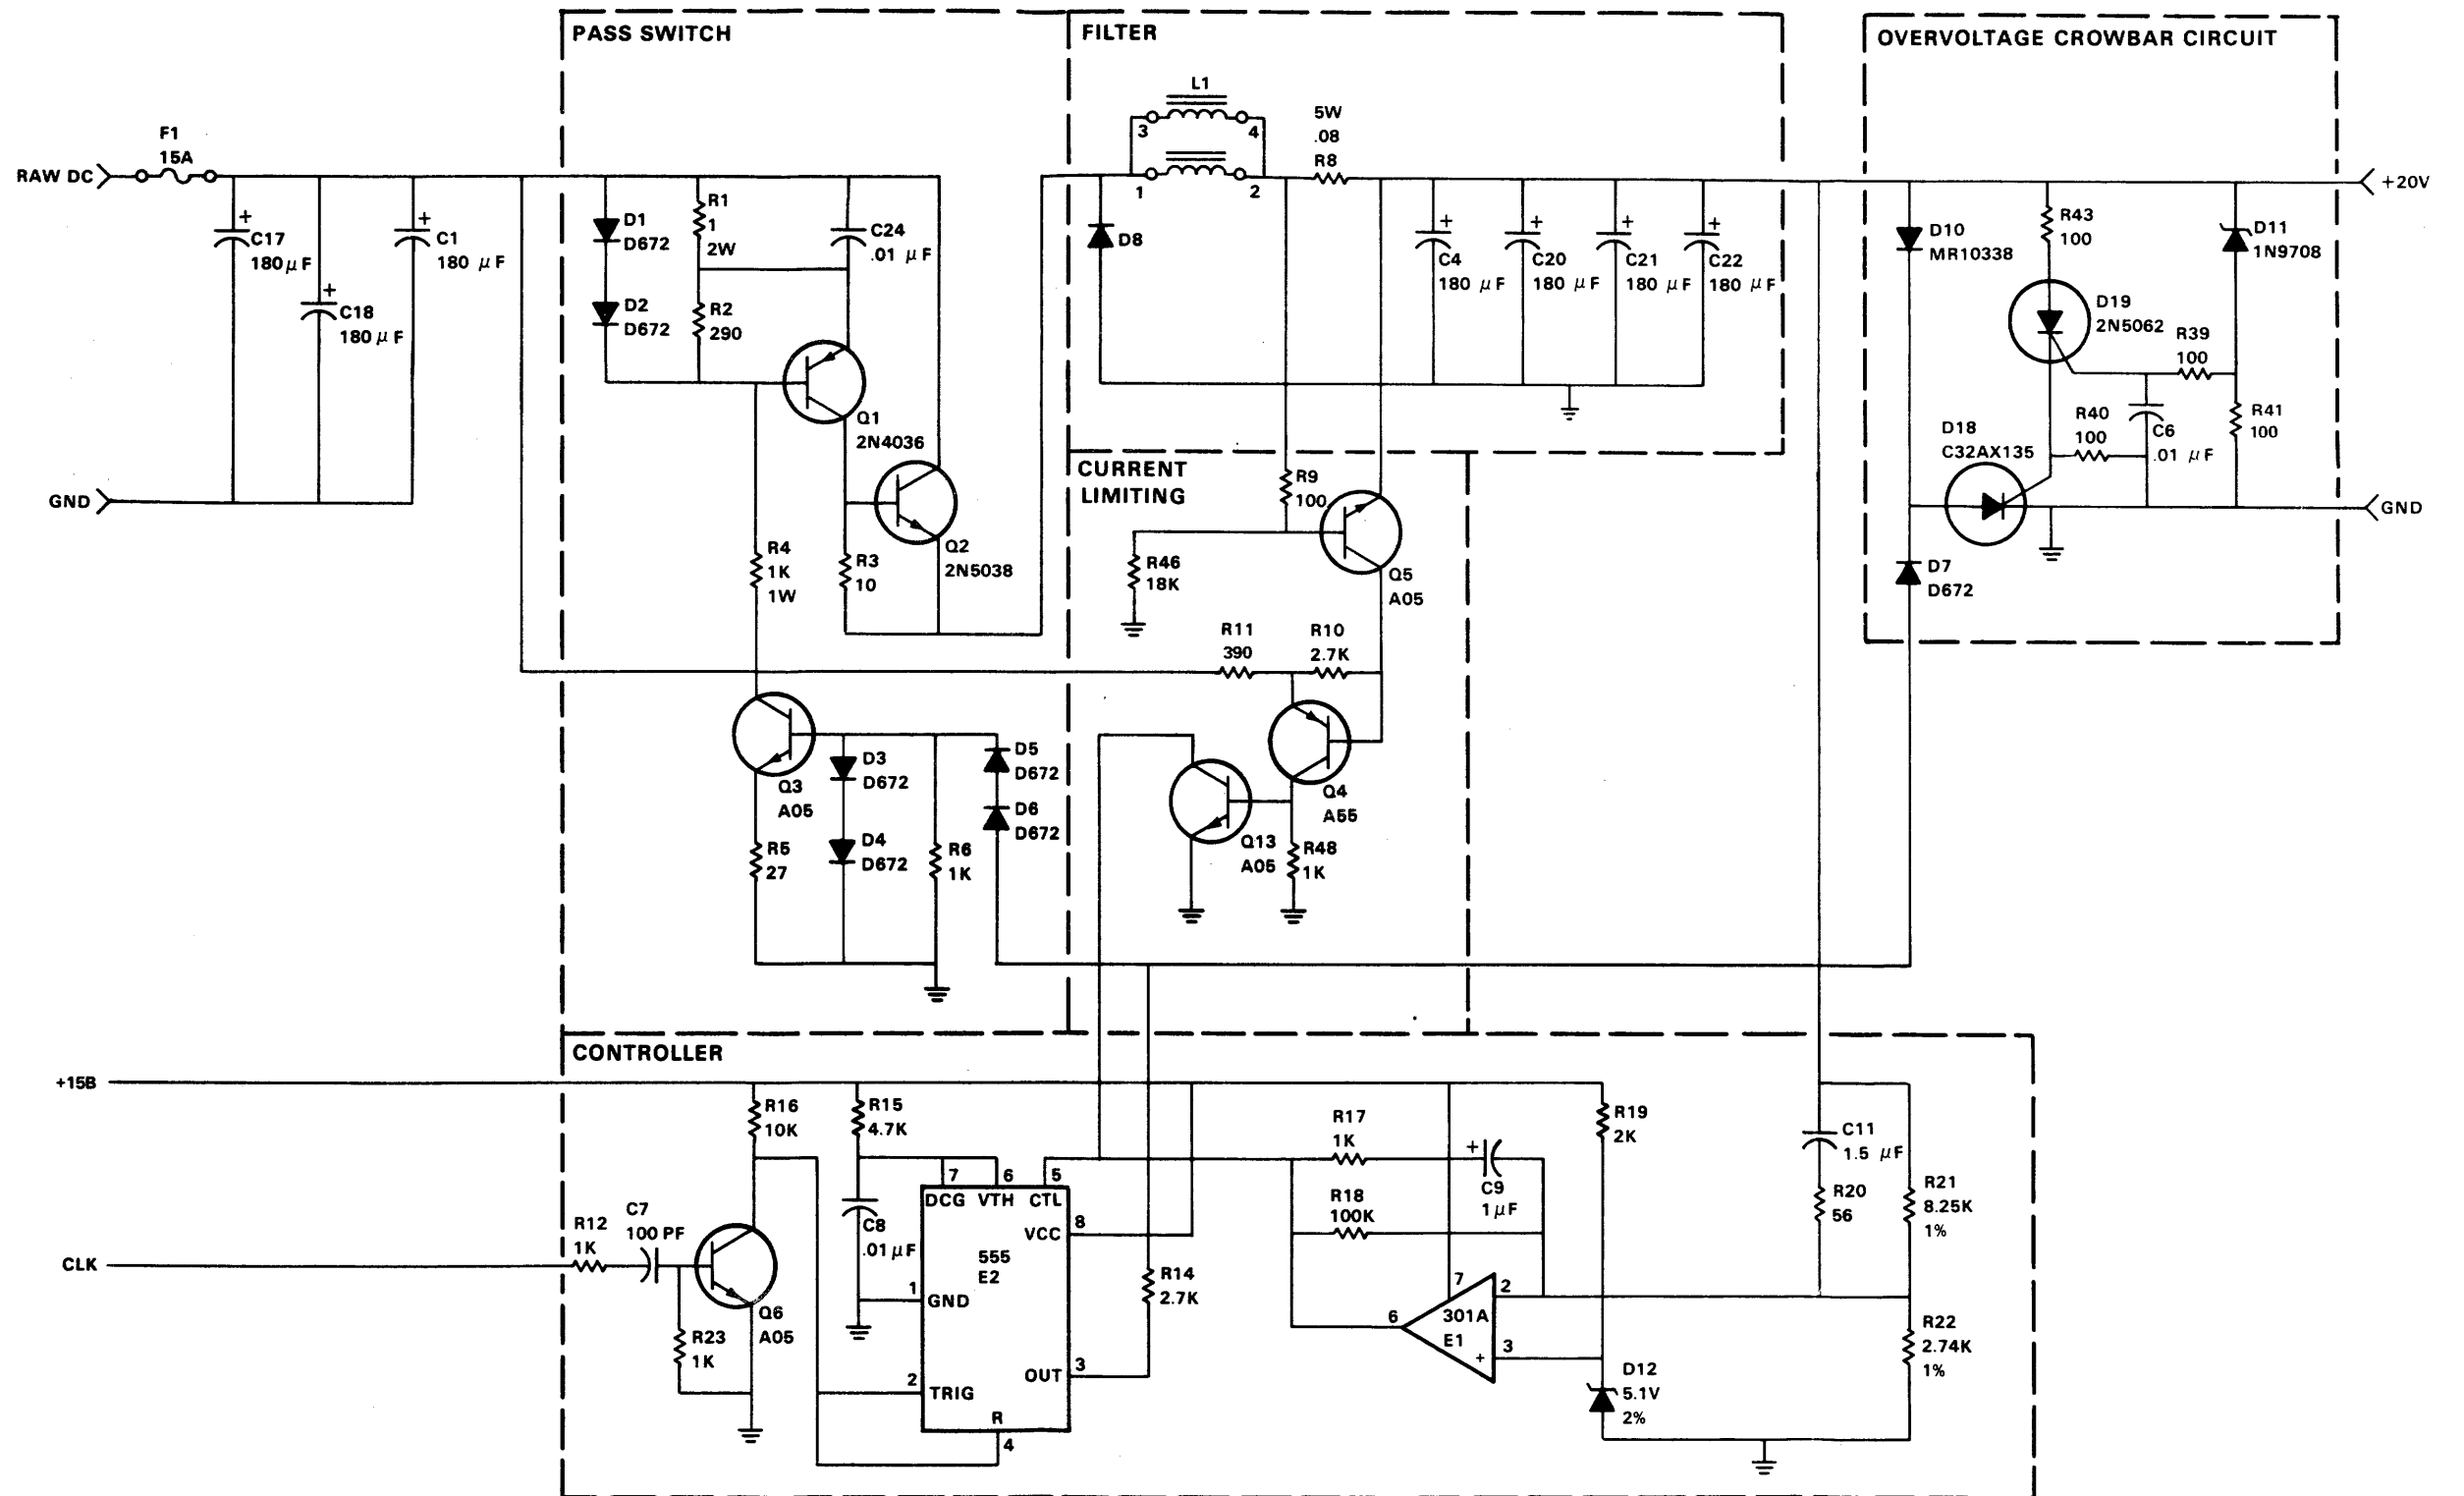 PASS SWITCH
FILTER
OVERVOLTAGE CROWBAR CIRCUIT
RAW DC
F1
15A
GND
C17
180 μF
C18
180 μF
C1
180 μF
D1
D672
D2
D672
R1
1
2W
R2
290
C24
.01 μF
Q1
2N4036
Q2
2N5038
R3
10
R4
1K
1W
Q3
A05
R5
27
D3
D672
D4
D672
R6
1K
D5
D672
D6
D672
L1
3
4
1
2
5W
.08
R8
D8
C4
180 μF
C20
180 μF
C21
180 μF
C22
180 μF
CURRENT
LIMITING
R9
100
R46
18K
Q5
A05
R11
390
R10
2.7K
Q4
A55
Q13
A05
R48
1K
D10
MR10338
R43
100
D11
1N9708
D19
2N5062
R39
100
R40
100
C6
.01 μF
R41
100
D18
C32AX135
D7
D672
+20V
GND
CONTROLLER
+15B
CLK
R16
10K
R15
4.7K
R12
1K
C7
100 PF
Q6
A05
R23
1K
C8
.01 μF
7
6
5
DCG
VTH
CTL
VCC
8
555
E2
1
GND
OUT
3
2
TRIG
R
4
R14
2.7K
R17
1K
+
C9
1 μF
R18
100K
R19
2K
7
2
301A
E1
6
+
3
D12
5.1V
2%
C11
1.5 μF
R20
56
R21
8.25K
1%
R22
2.74K
1%